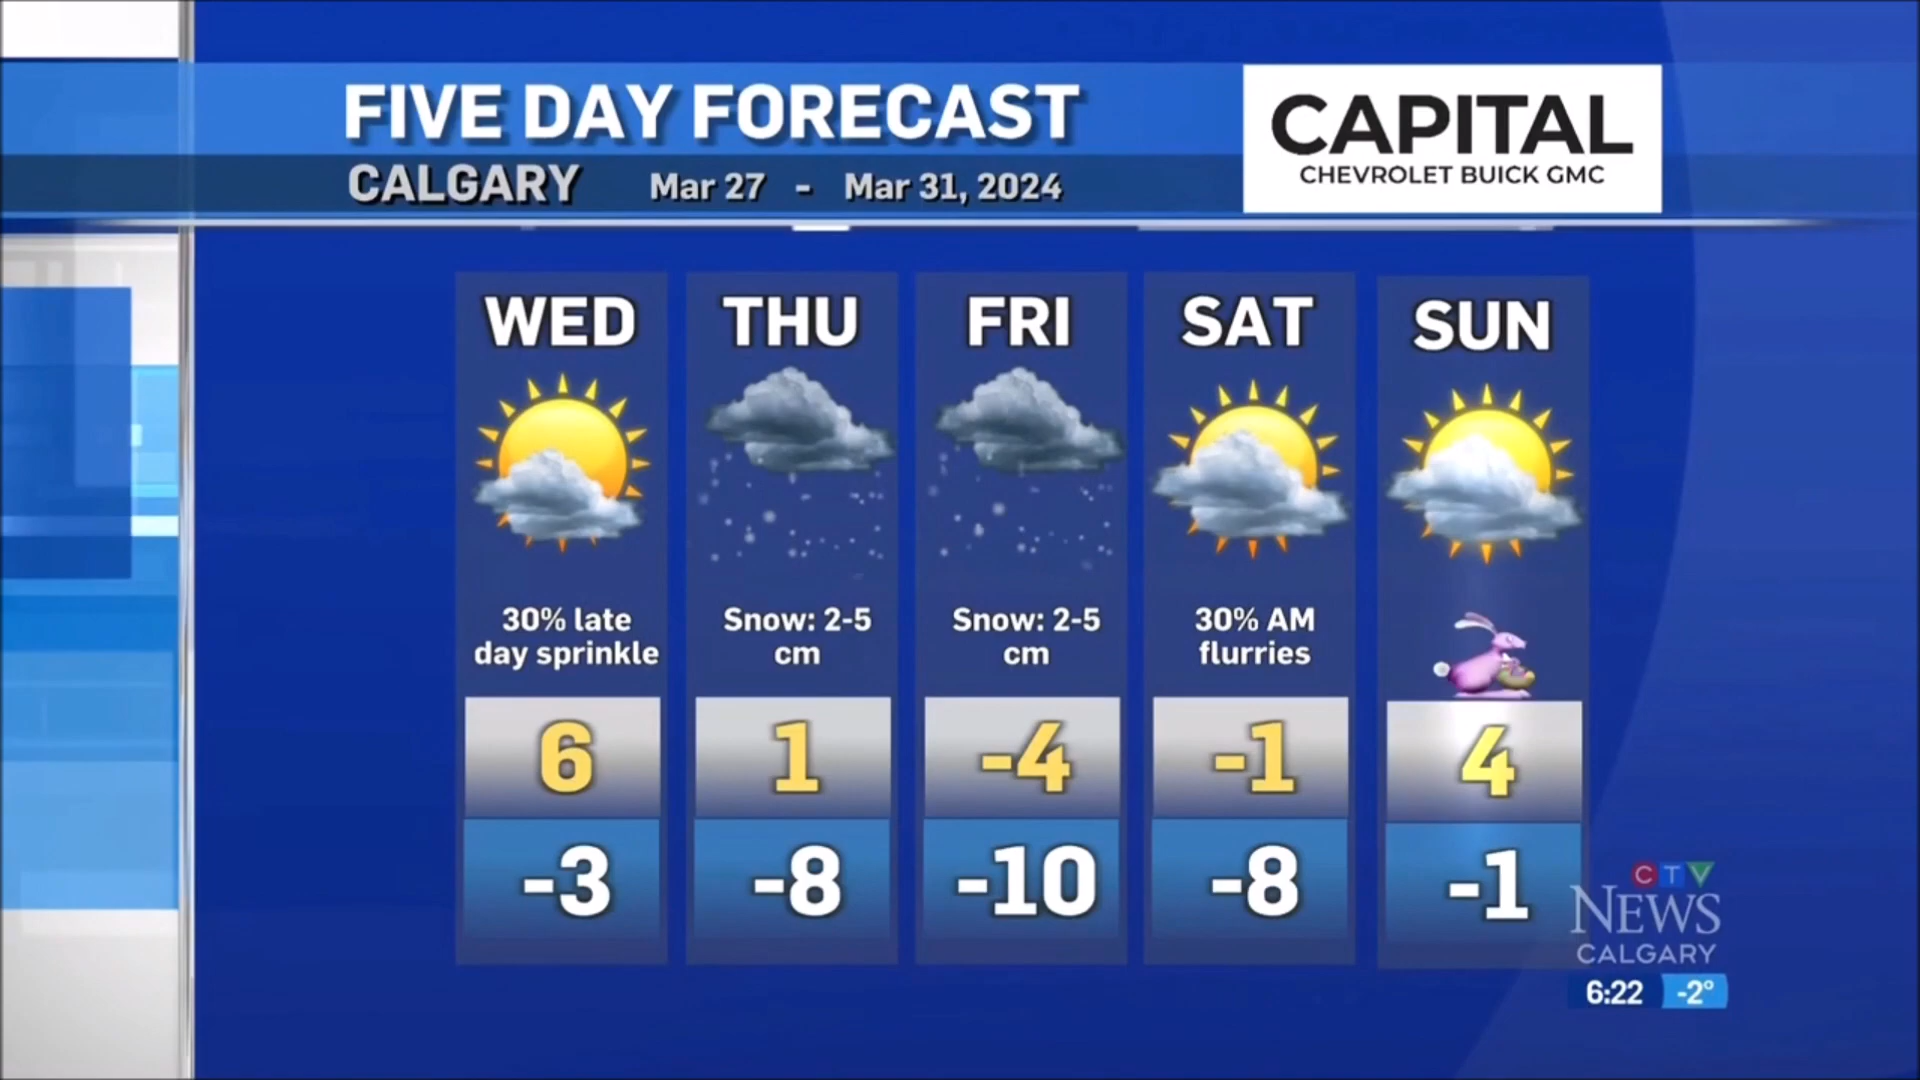 FIVE DAY FORECAST
CALGARY Mar 27 - Mar 31, 2024
CAPITAL
CHEVROLET BUICK GMC
WED THU FRI SAT SUN
30% late
day sprinkle
Snow: 2-5
cm
Snow: 2-5
cm
30% AM
flurries
6 1 -4 -1 4
-3 -8 -10 -8 -1
CTV
NEWS
CALGARY
6:22 -2°